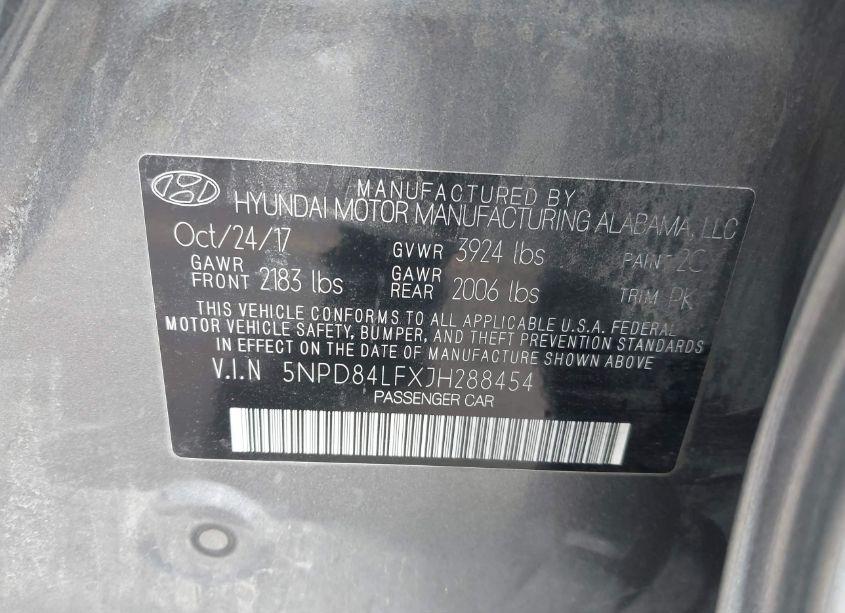 MANUFACTURED BY
HYUNDAI MOTOR MANUFACTURING ALABAMA, LLC
Oct/24/17 GVWR 3924 lbs PAINT 2C
GAWR FRONT 2183 lbs GAWR REAR 2006 lbs TRIM PK
THIS VEHICLE CONFORMS TO ALL APPLICABLE U.S.A. FEDERAL
MOTOR VEHICLE SAFETY, BUMPER, AND THEFT PREVENTION STANDARDS
IN EFFECT ON THE DATE OF MANUFACTURE SHOWN ABOVE
V.I.N 5NPD84LFXJH288454
PASSENGER CAR